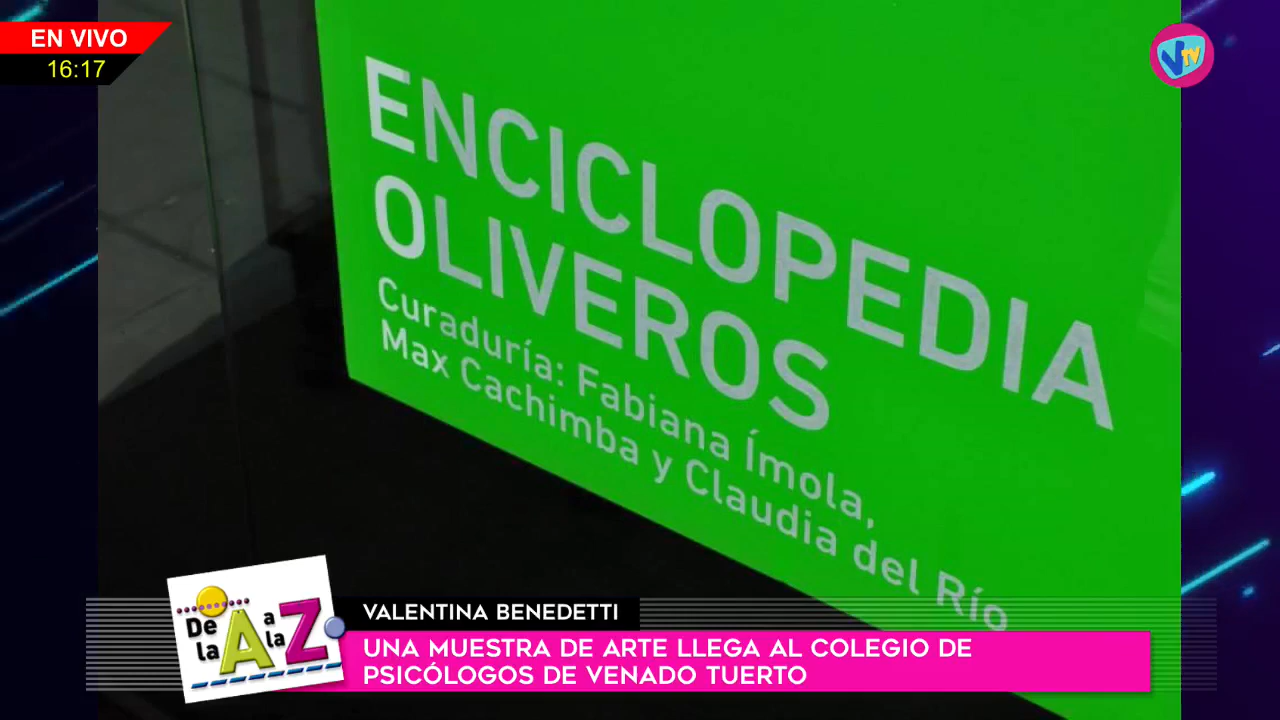 EN VIVO
16:17
VTV
ENCICLOPEDIA
OLIVEROS
Curaduría: Fabiana Ímola,
Max Cachimba y Claudia del Río
De
la
A
a
la
Z
VALENTINA BENEDETTI
UNA MUESTRA DE ARTE LLEGA AL COLEGIO DE
PSICÓLOGOS DE VENADO TUERTO